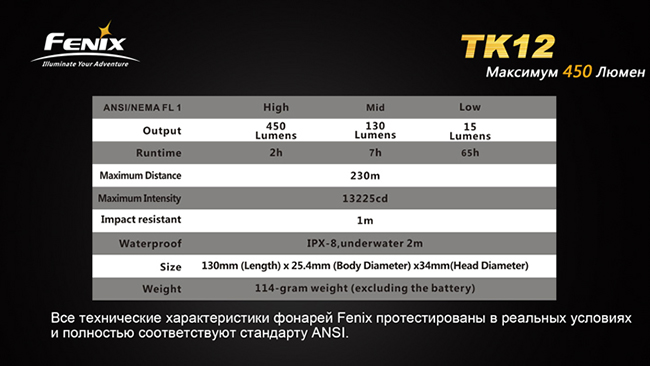 FENIX
Illuminate Your Adventure
TK12
Максимум 450 Люмен
ANSI/NEMA FL 1 High Mid Low
Output 450 Lumens 130 Lumens 15 Lumens
Runtime 2h 7h 65h
Maximum Distance 230m
Maximum Intensity 13225cd
Impact resistant 1m
Waterproof IPX-8,underwater 2m
Size 130mm (Length) x 25.4mm (Body Diameter) x34mm(Head Diameter)
Weight 114-gram weight (excluding the battery)
Все технические характеристики фонарей Fenix протестированы в реальных условиях
и полностью соответствуют стандарту ANSI.